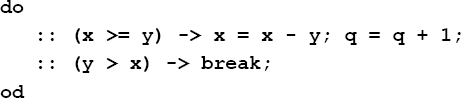 do
   :: (x >= y) -> x = x - y; q = q + 1;
   :: (y > x) -> break;
od